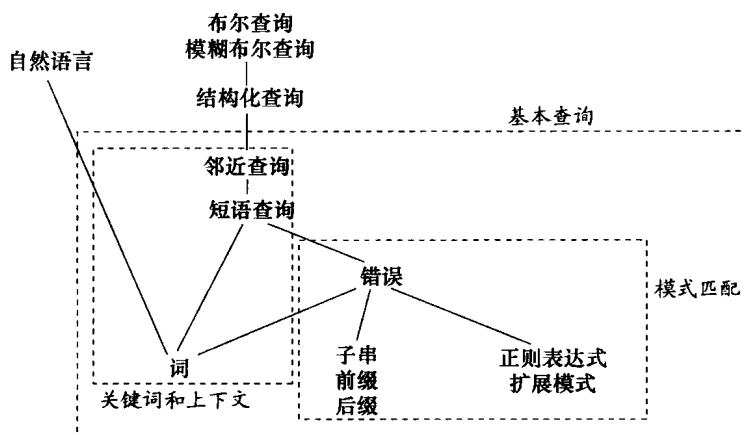 布尔查询
模糊布尔查询
自然语言
结构化查询
基本查询
邻近查询
短语查询
错误
模式匹配
词
子串
前缀
后缀
正则表达式
扩展模式
关键词和上下文